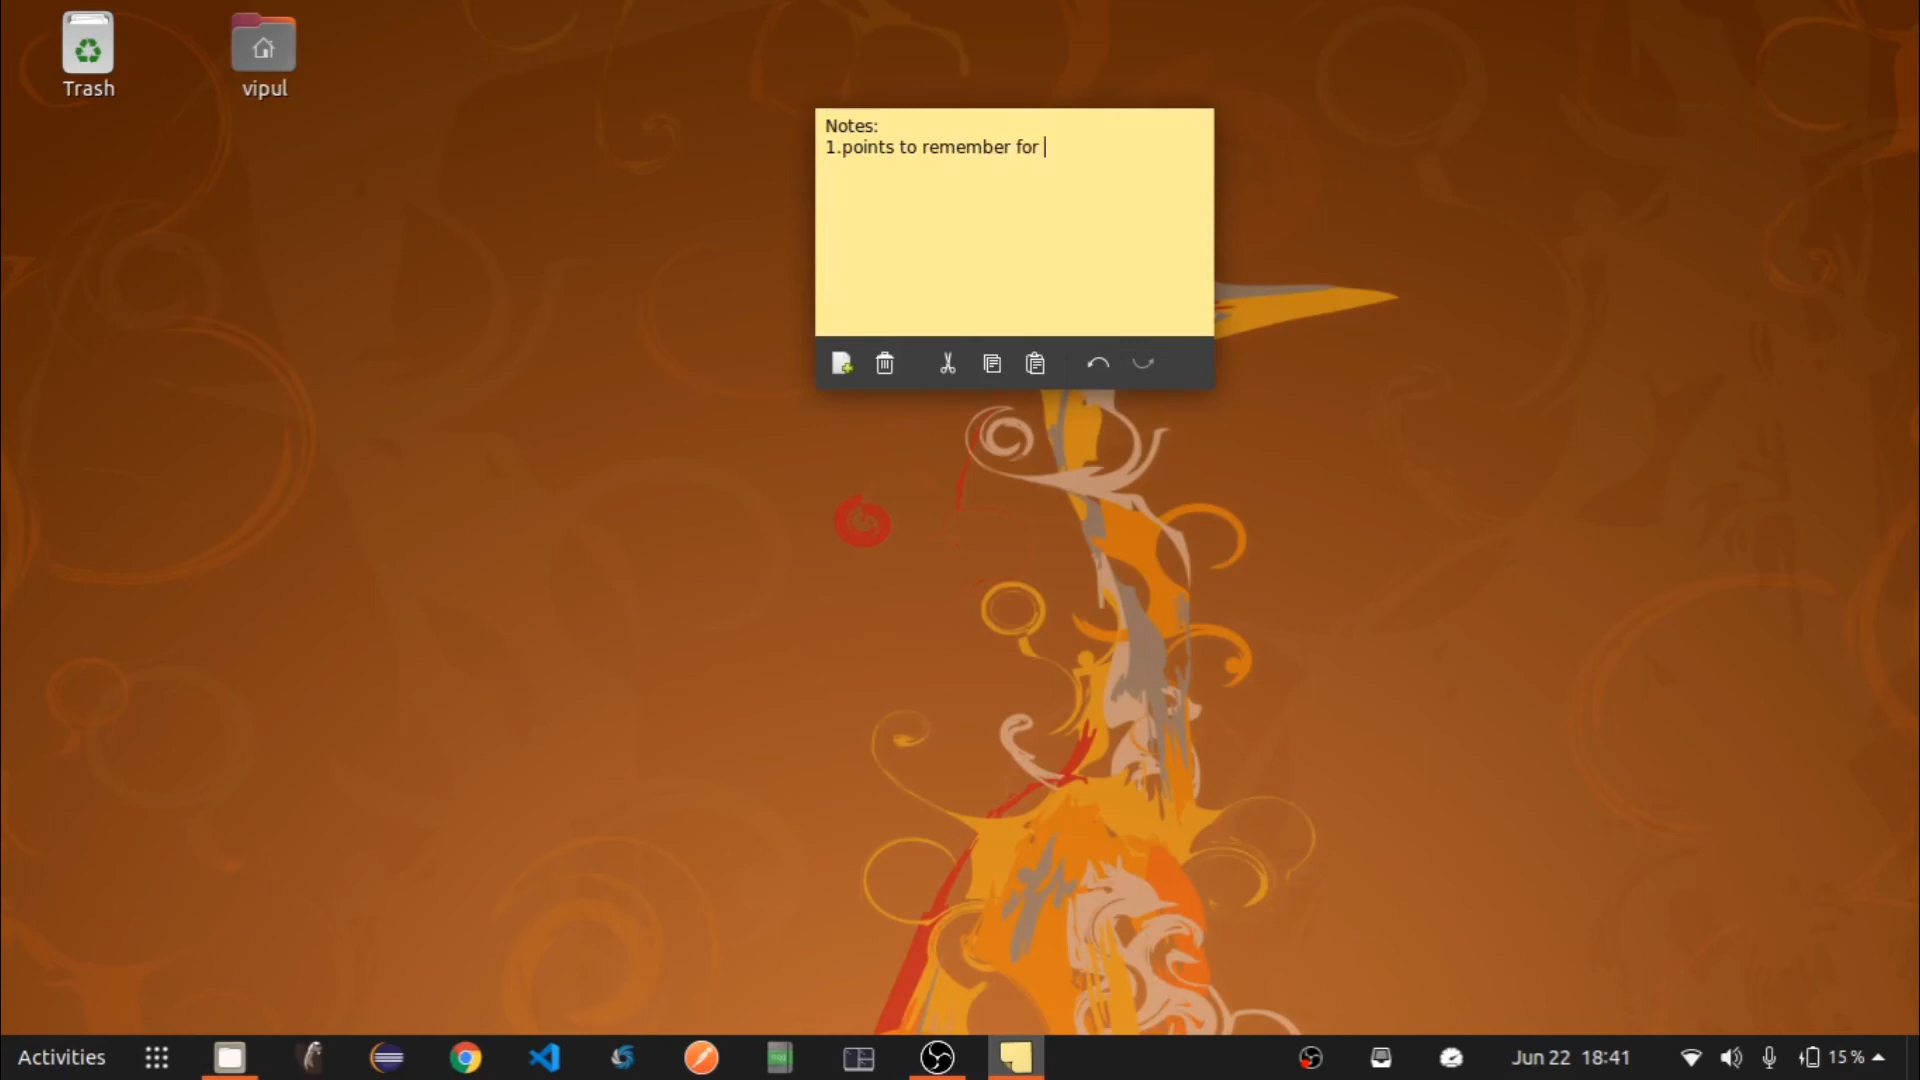 Trash
vipul
Notes:
1.points to remember for
Activities
Jun 22 18:41
15 %